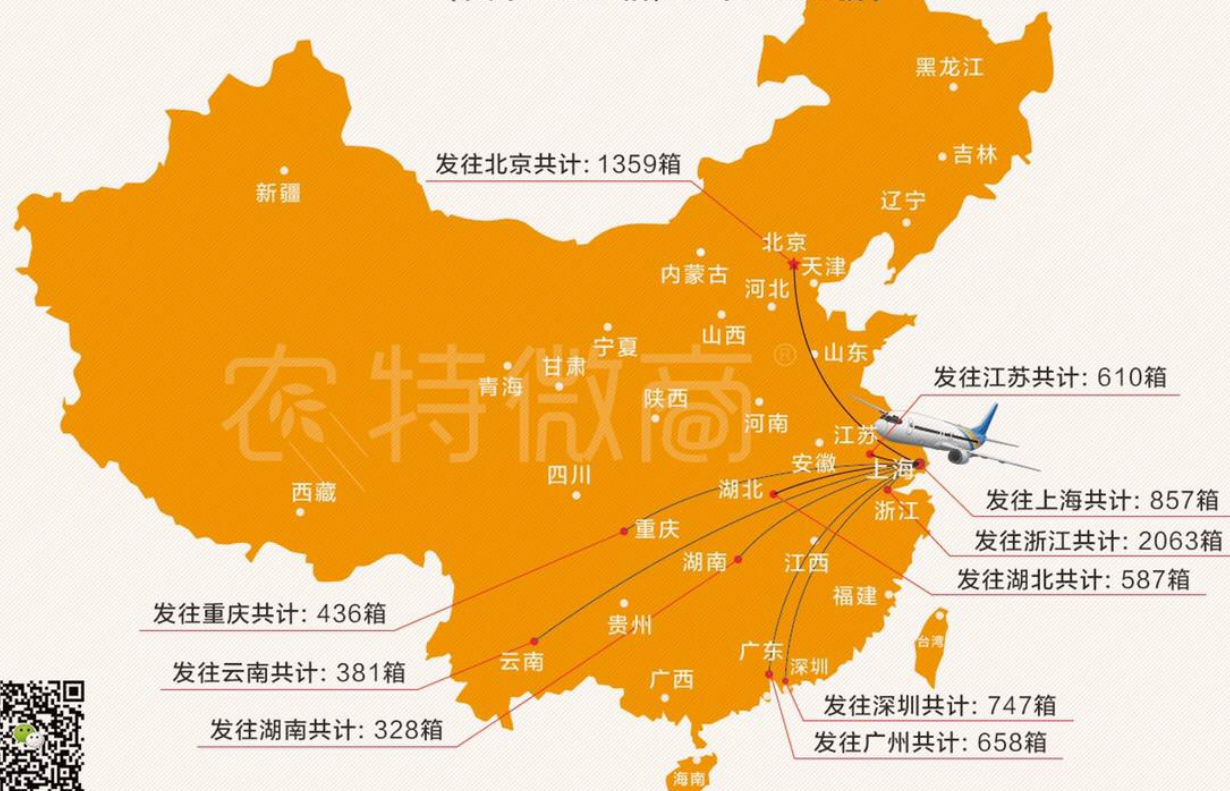 黑龙江
吉林
发往北京共计: 1359箱
新疆
辽宁
北京
天津
内蒙古
河北
山西
宁夏
山东
甘肃
青海
发往江苏共计: 610箱
陕西
河南
农特微商®
江苏
安徽
上海
四川
湖北
西藏
发往上海共计: 857箱
浙江
重庆
发往浙江共计: 2063箱
湖南
江西
发往湖北共计: 587箱
福建
发往重庆共计: 436箱
贵州
台湾
广东
云南
深圳
发往云南共计: 381箱
广西
发往深圳共计: 747箱
发往湖南共计: 328箱
发往广州共计: 658箱
海南